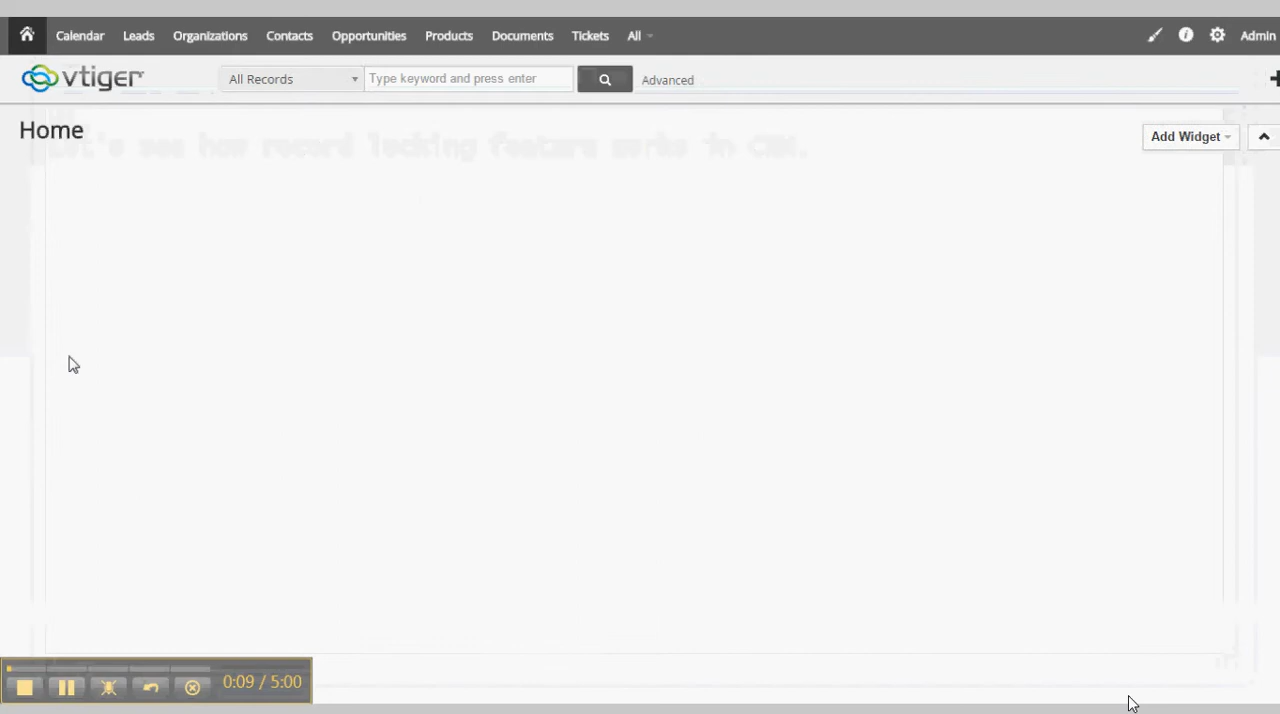 Calendar Leads Organizations Contacts Opportunities Products Documents Tickets All Admin
vtiger All Records Type keyword and press enter Advanced
Home
Add Widget
Let's see how record locking feature works in CRM.
0:09 / 5:00